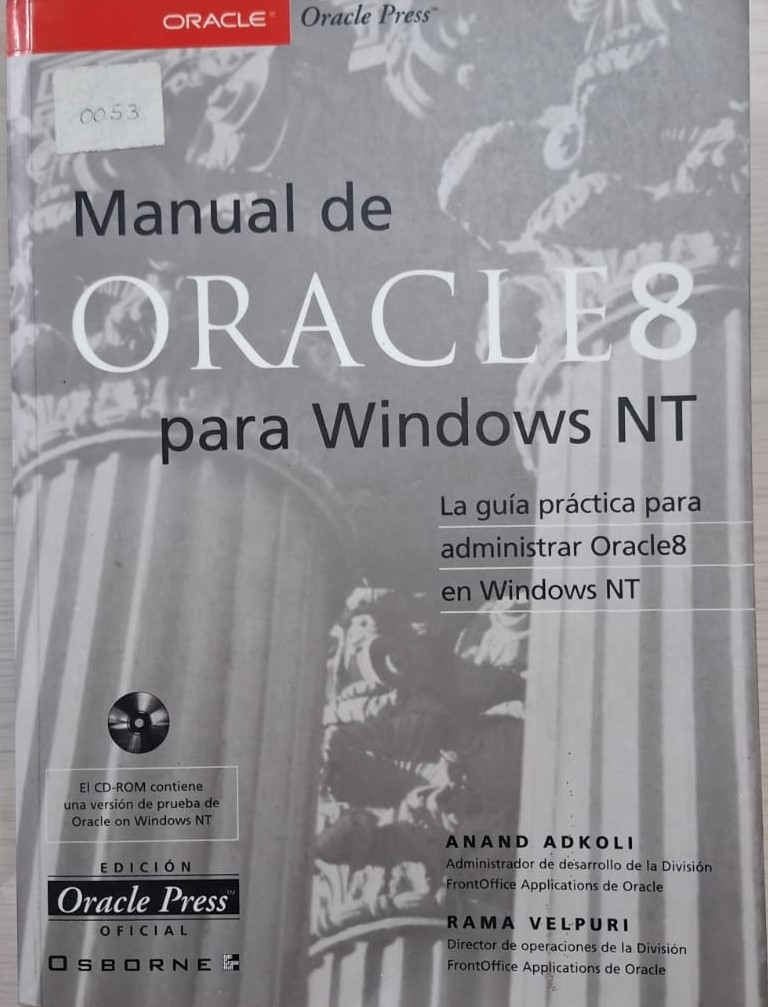 ORACLE®
Oracle Press™
0053
Manual de
ORACLE8
para Windows NT
La guía práctica para
administrar Oracle8
en Windows NT
El CD-ROM contiene
una versión de prueba de
Oracle on Windows NT
EDICIÓN
Oracle Press™
OFICIAL
OSBORNE
ANAND ADKOLI
Administrador de desarrollo de la División
FrontOffice Applications de Oracle
RAMA VELPURI
Director de operaciones de la División
FrontOffice Applications de Oracle